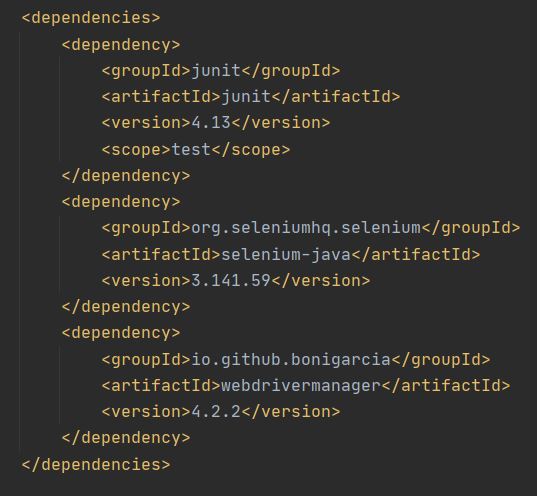 <dependencies>
<dependency>
<groupId>junit</groupId>
<artifactId>junit</artifactId>
<version>4.13</version>
<scope>test</scope>
</dependency>
<dependency>
<groupId>org.seleniumhq.selenium</groupId>
<artifactId>selenium-java</artifactId>
<version>3.141.59</version>
</dependency>
<dependency>
<groupId>io.github.bonigarcia</groupId>
<artifactId>webdrivermanager</artifactId>
<version>4.2.2</version>
</dependency>
</dependencies>